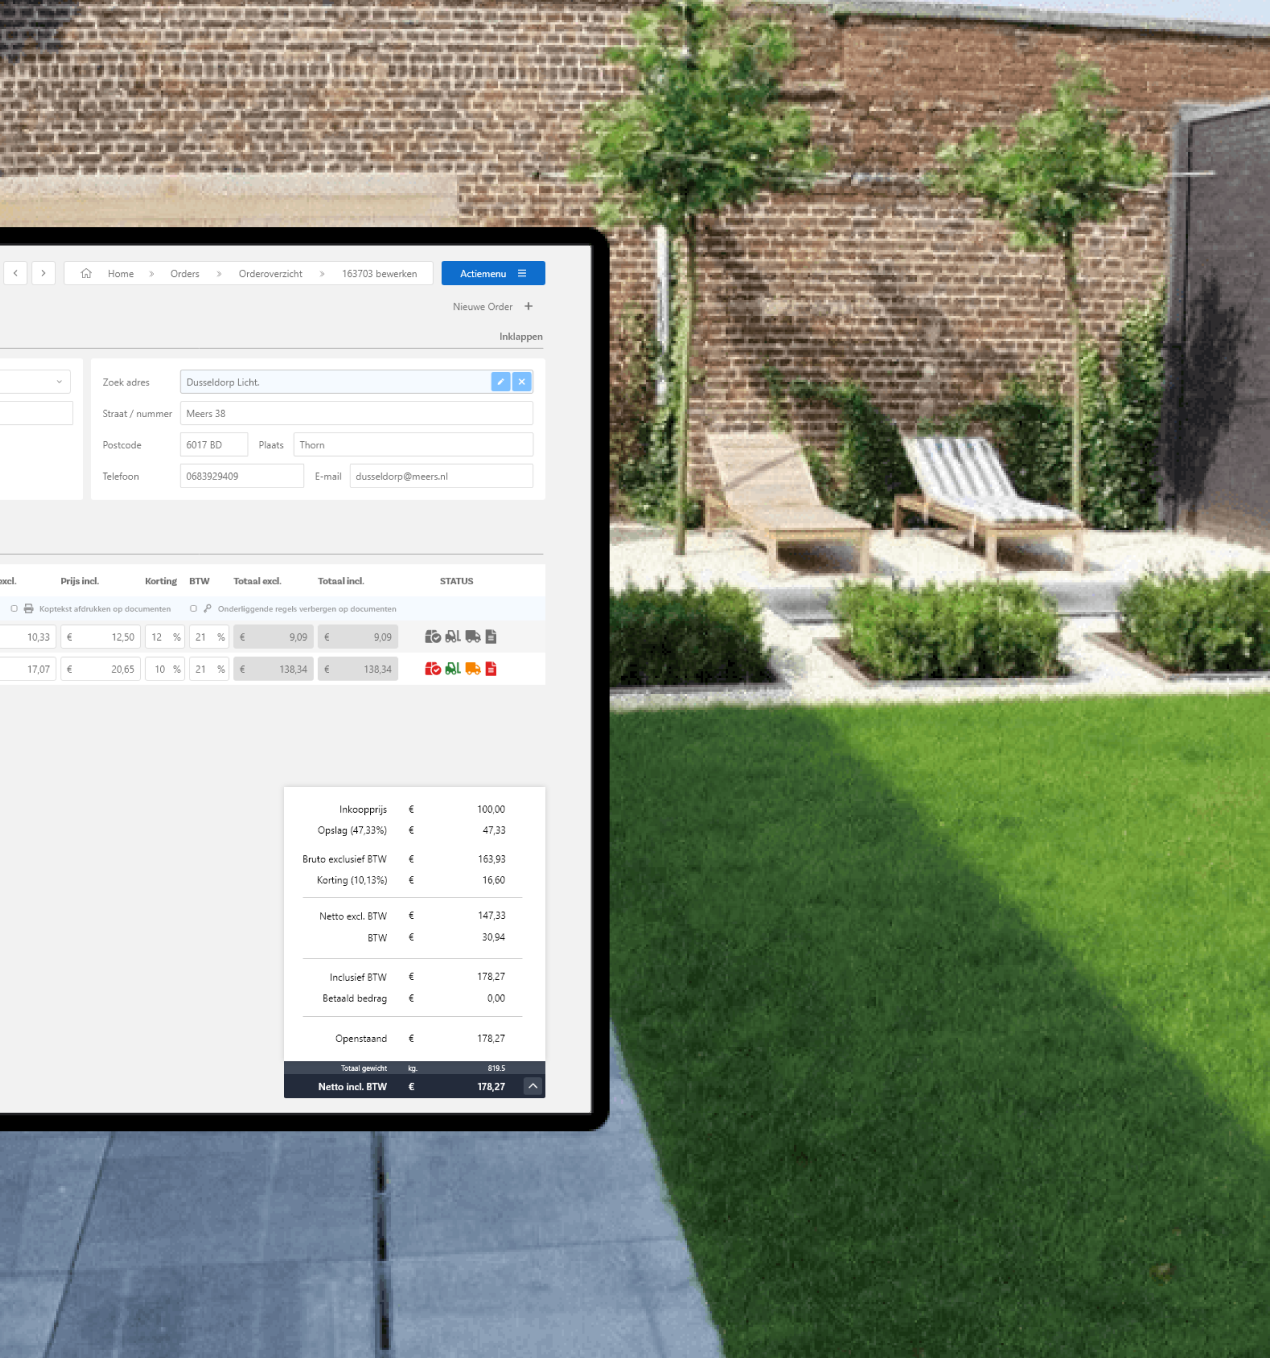 Home » Orders » Orderoverzicht » 163703 bewerken Actiemenu
Nieuwe Order +
Inklappen
Zoek adres Dusseldorp Licht.
Straat / nummer Meers 38
Postcode 6017 BD Plaats Thorn
Telefoon 0683929409 E-mail dusseldorp@meers.nl
excl. Prijs incl. Korting BTW Totaal excl. Totaal incl. STATUS
Koptekst afdrukken op documenten Onderliggende regels verbergen op documenten
10,33 € 12,50 12 % 21 % € 9,09 € 9,09
17,07 € 20,65 10 % 21 % € 138,34 € 138,34
Inkoopprijs € 100,00
Opslag (47,33%) € 47,33
Bruto exclusief BTW € 163,93
Korting (10,13%) € 16,60
Netto excl. BTW € 147,33
BTW € 30,94
Inclusief BTW € 178,27
Betaald bedrag € 0,00
Openstaand € 178,27
Totaal gewicht kg. 819.5
Netto incl. BTW € 178,27